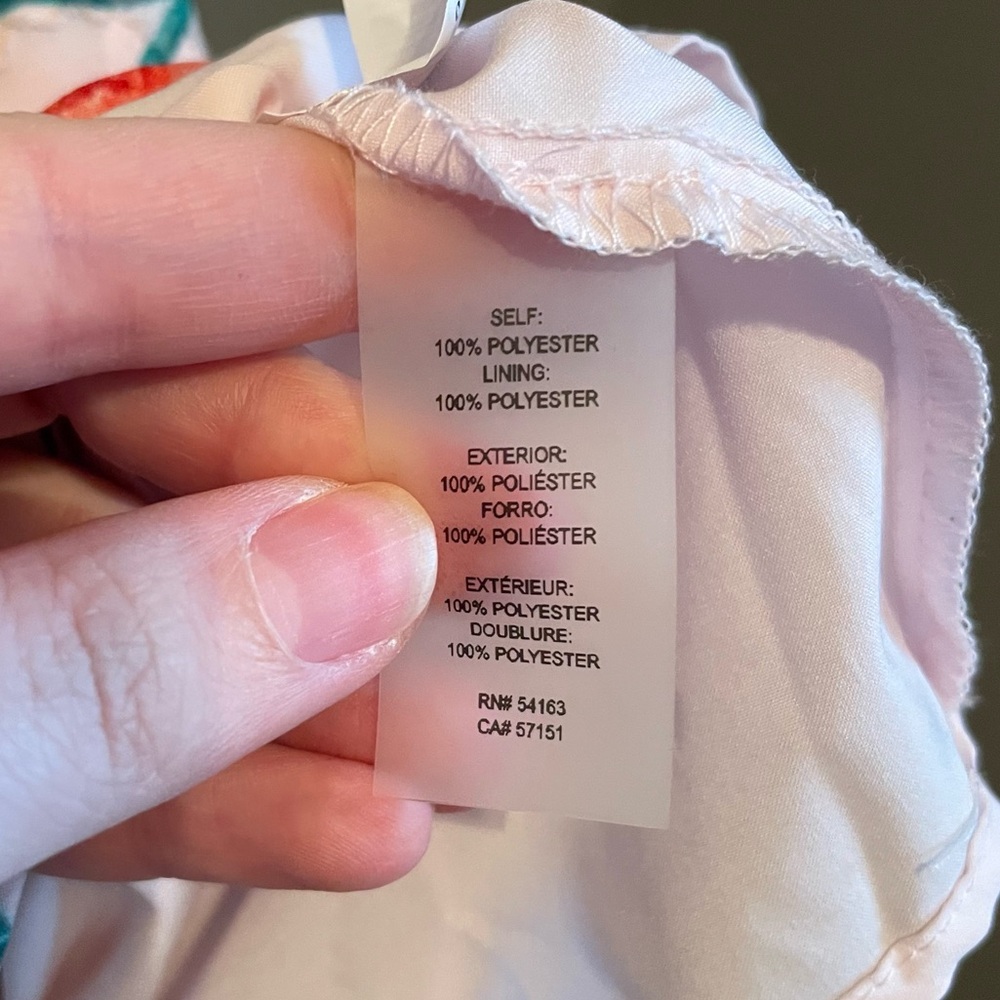 SELF:
100% POLYESTER
LINING:
100% POLYESTER
EXTERIOR:
100% POLIÉSTER
FORRO:
100% POLIÉSTER
EXTÉRIEUR:
100% POLYESTER
DOUBLURE:
100% POLYESTER
RN# 54163
CA# 57151